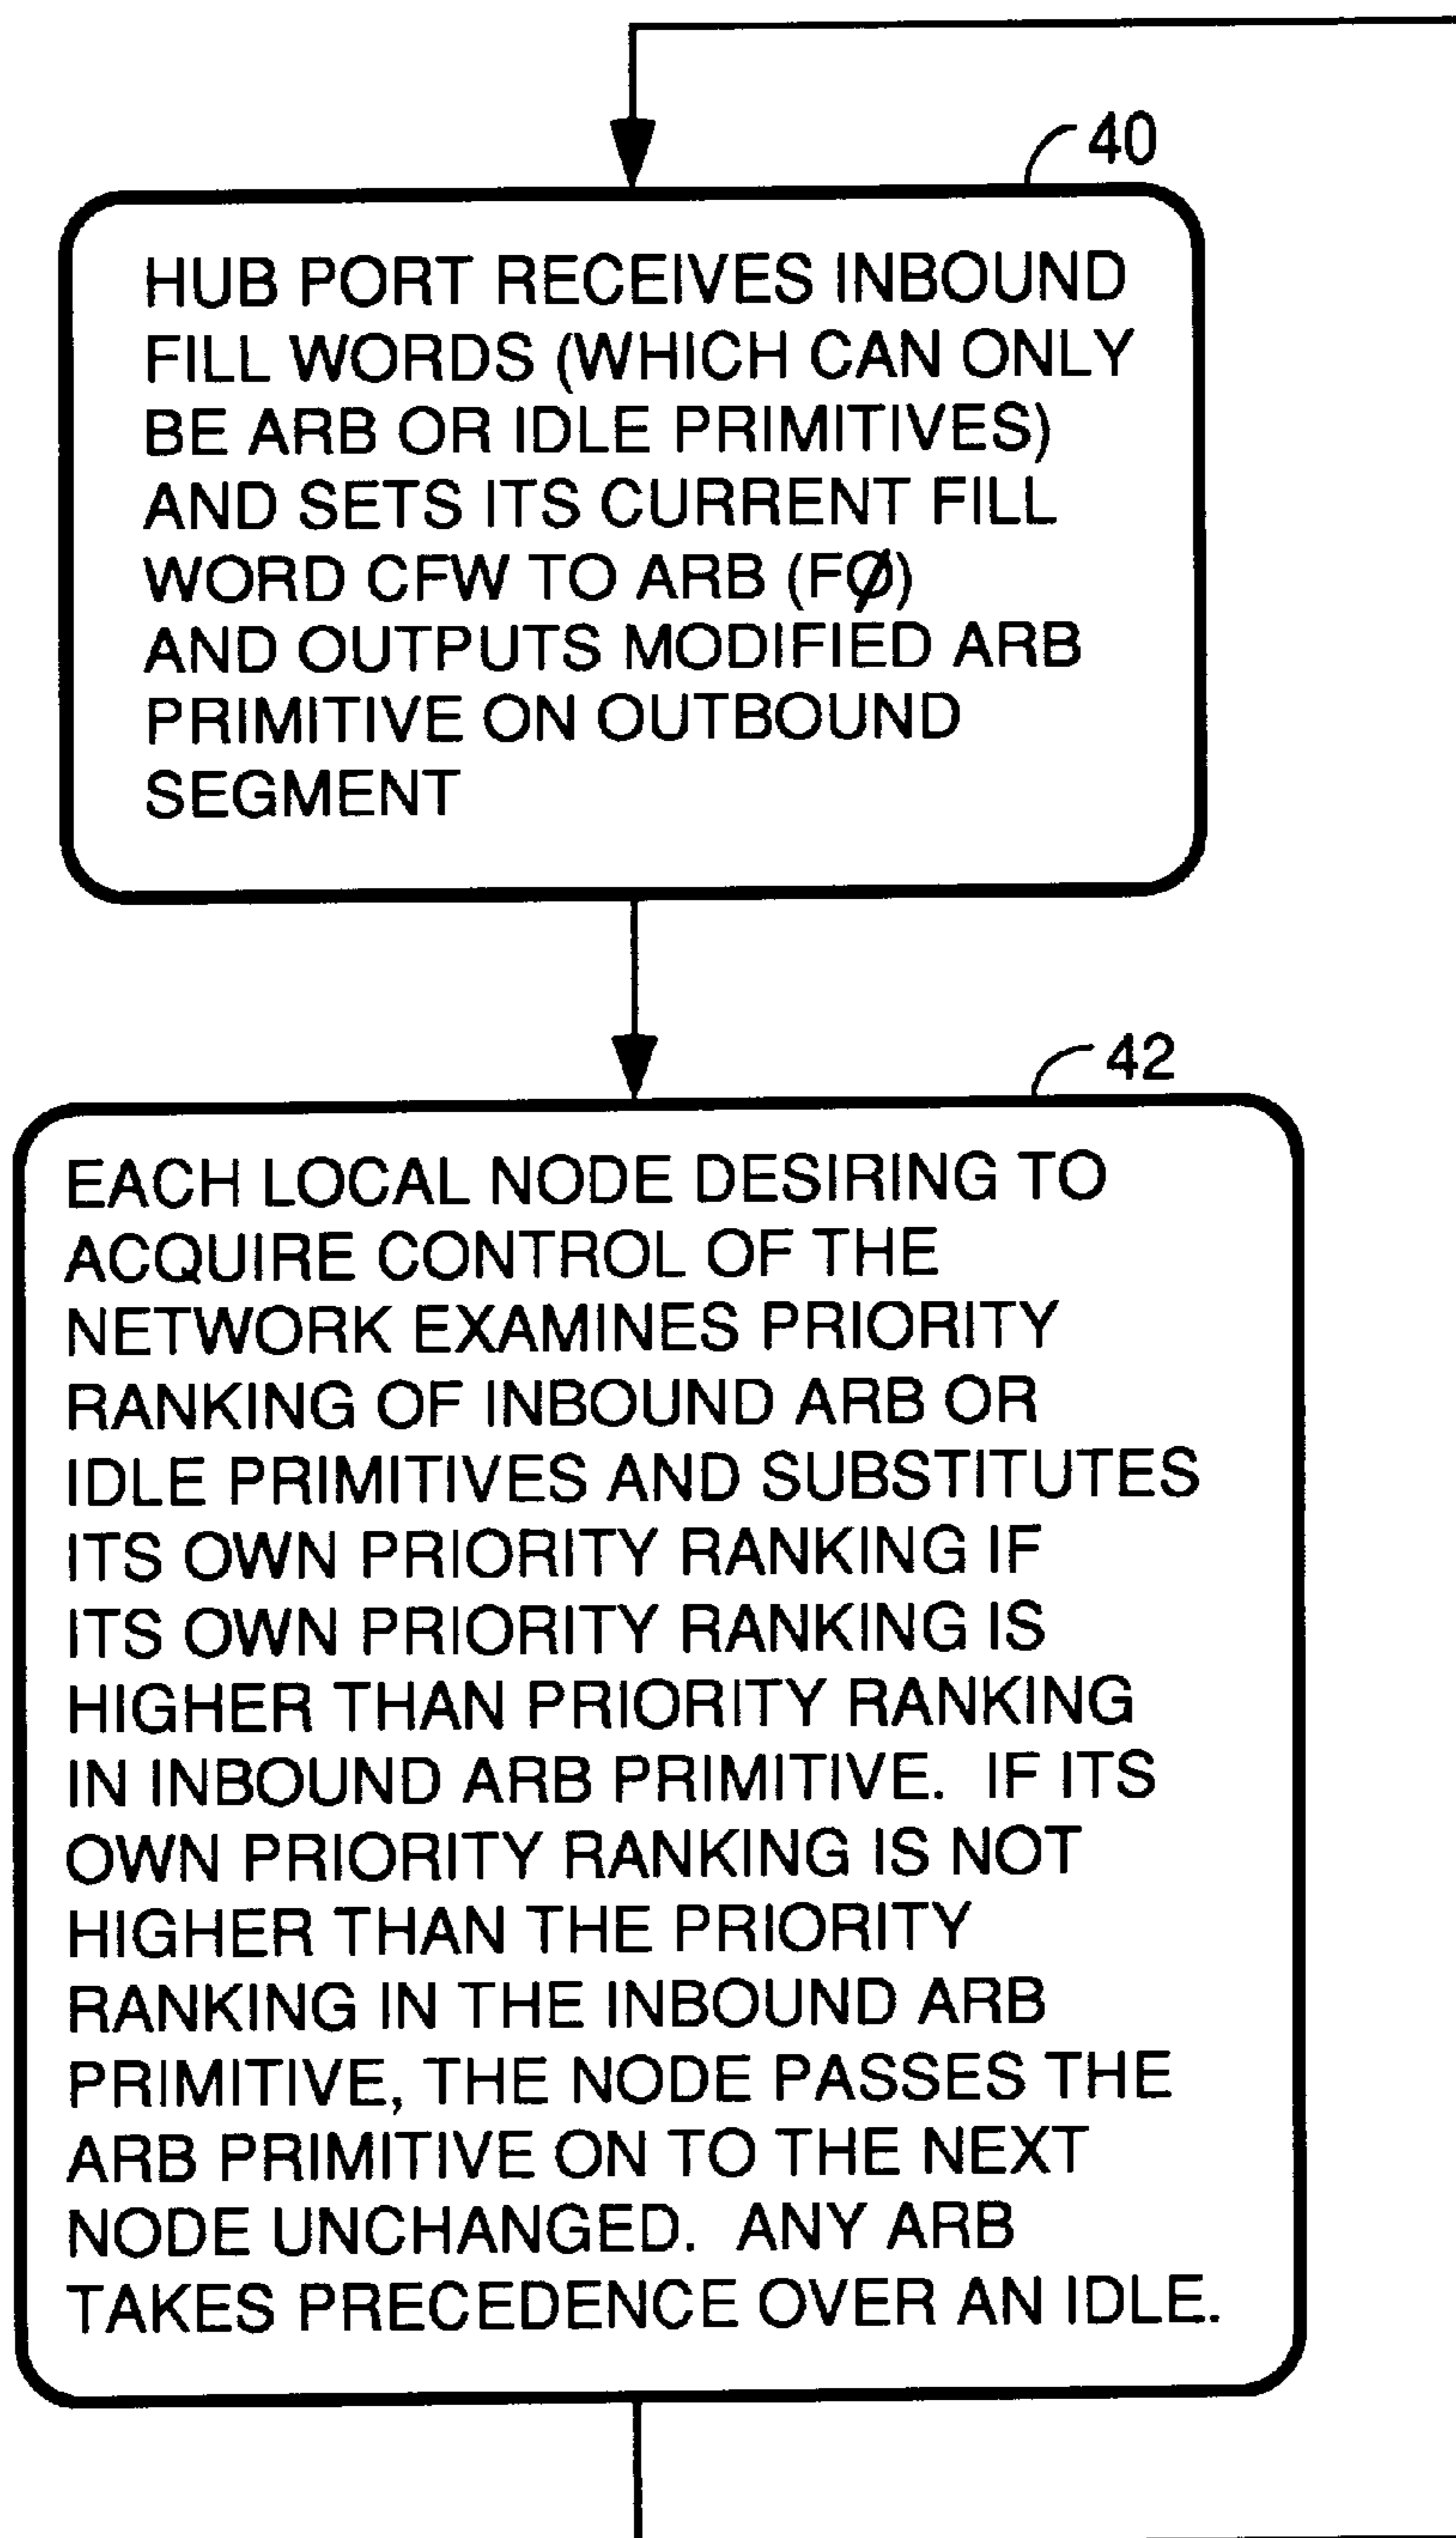 40
HUB PORT RECEIVES INBOUND
FILL WORDS (WHICH CAN ONLY
BE ARB OR IDLE PRIMITIVES)
AND SETS ITS CURRENT FILL
WORD CFW TO ARB (FØ)
AND OUTPUTS MODIFIED ARB
PRIMITIVE ON OUTBOUND
SEGMENT
42
EACH LOCAL NODE DESIRING TO
ACQUIRE CONTROL OF THE
NETWORK EXAMINES PRIORITY
RANKING OF INBOUND ARB OR
IDLE PRIMITIVES AND SUBSTITUTES
ITS OWN PRIORITY RANKING IF
ITS OWN PRIORITY RANKING IS
HIGHER THAN PRIORITY RANKING
IN INBOUND ARB PRIMITIVE. IF ITS
OWN PRIORITY RANKING IS NOT
HIGHER THAN THE PRIORITY
RANKING IN THE INBOUND ARB
PRIMITIVE, THE NODE PASSES THE
ARB PRIMITIVE ON TO THE NEXT
NODE UNCHANGED. ANY ARB
TAKES PRECEDENCE OVER AN IDLE.